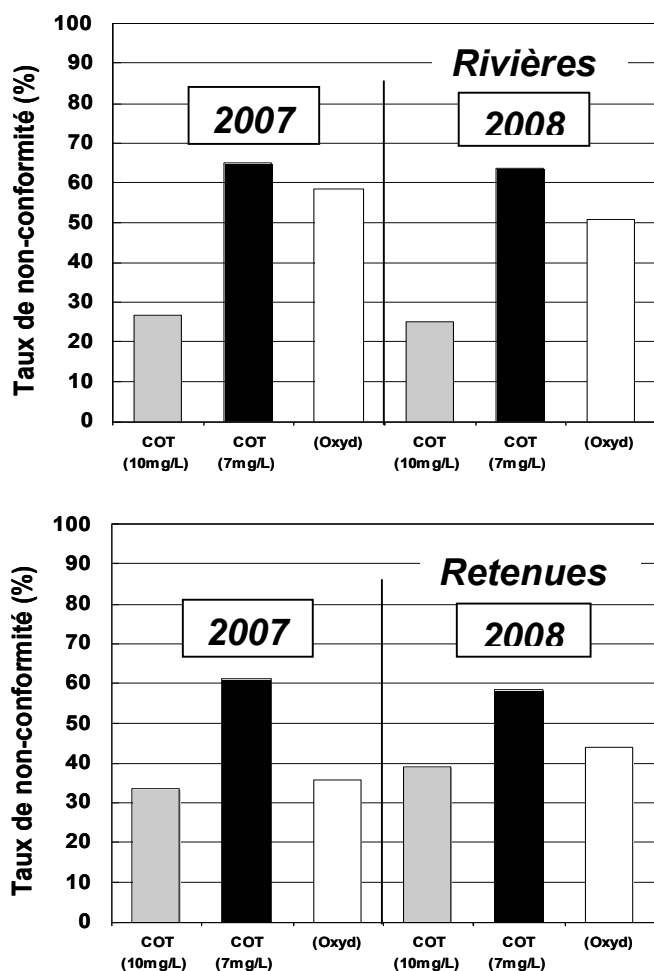 Taux de non-conformité (%)
100
90
80
70
60
50
40
30
20
10
0
Rivières
2007
2008
COT
(10mg/L)
COT
(7mg/L)
(Oxyd)
COT
(10mg/L)
COT
(7mg/L)
(Oxyd)
Taux de non-conformité (%)
100
90
80
70
60
50
40
30
20
10
0
Retenues
2007
2008
COT
(10mg/L)
COT
(7mg/L)
(Oxyd)
COT
(10mg/L)
COT
(7mg/L)
(Oxyd)